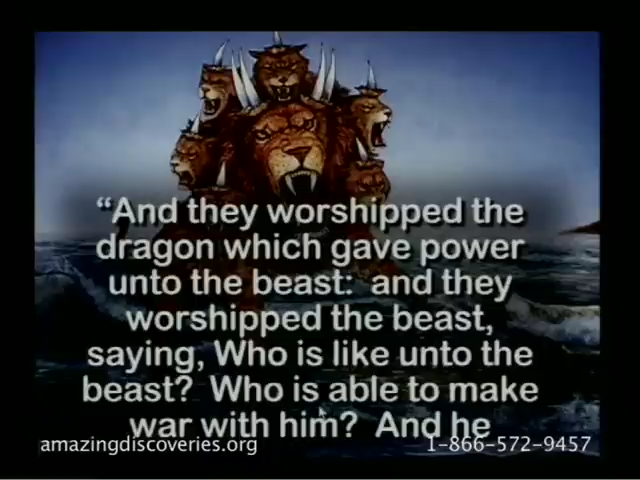 “And they worshipped the
dragon which gave power
unto the beast:  and they
worshipped the beast,
saying, Who is like unto the
beast?  Who is able to make
war with him?  And he
amazingdiscoveries.org
1-866-572-9457